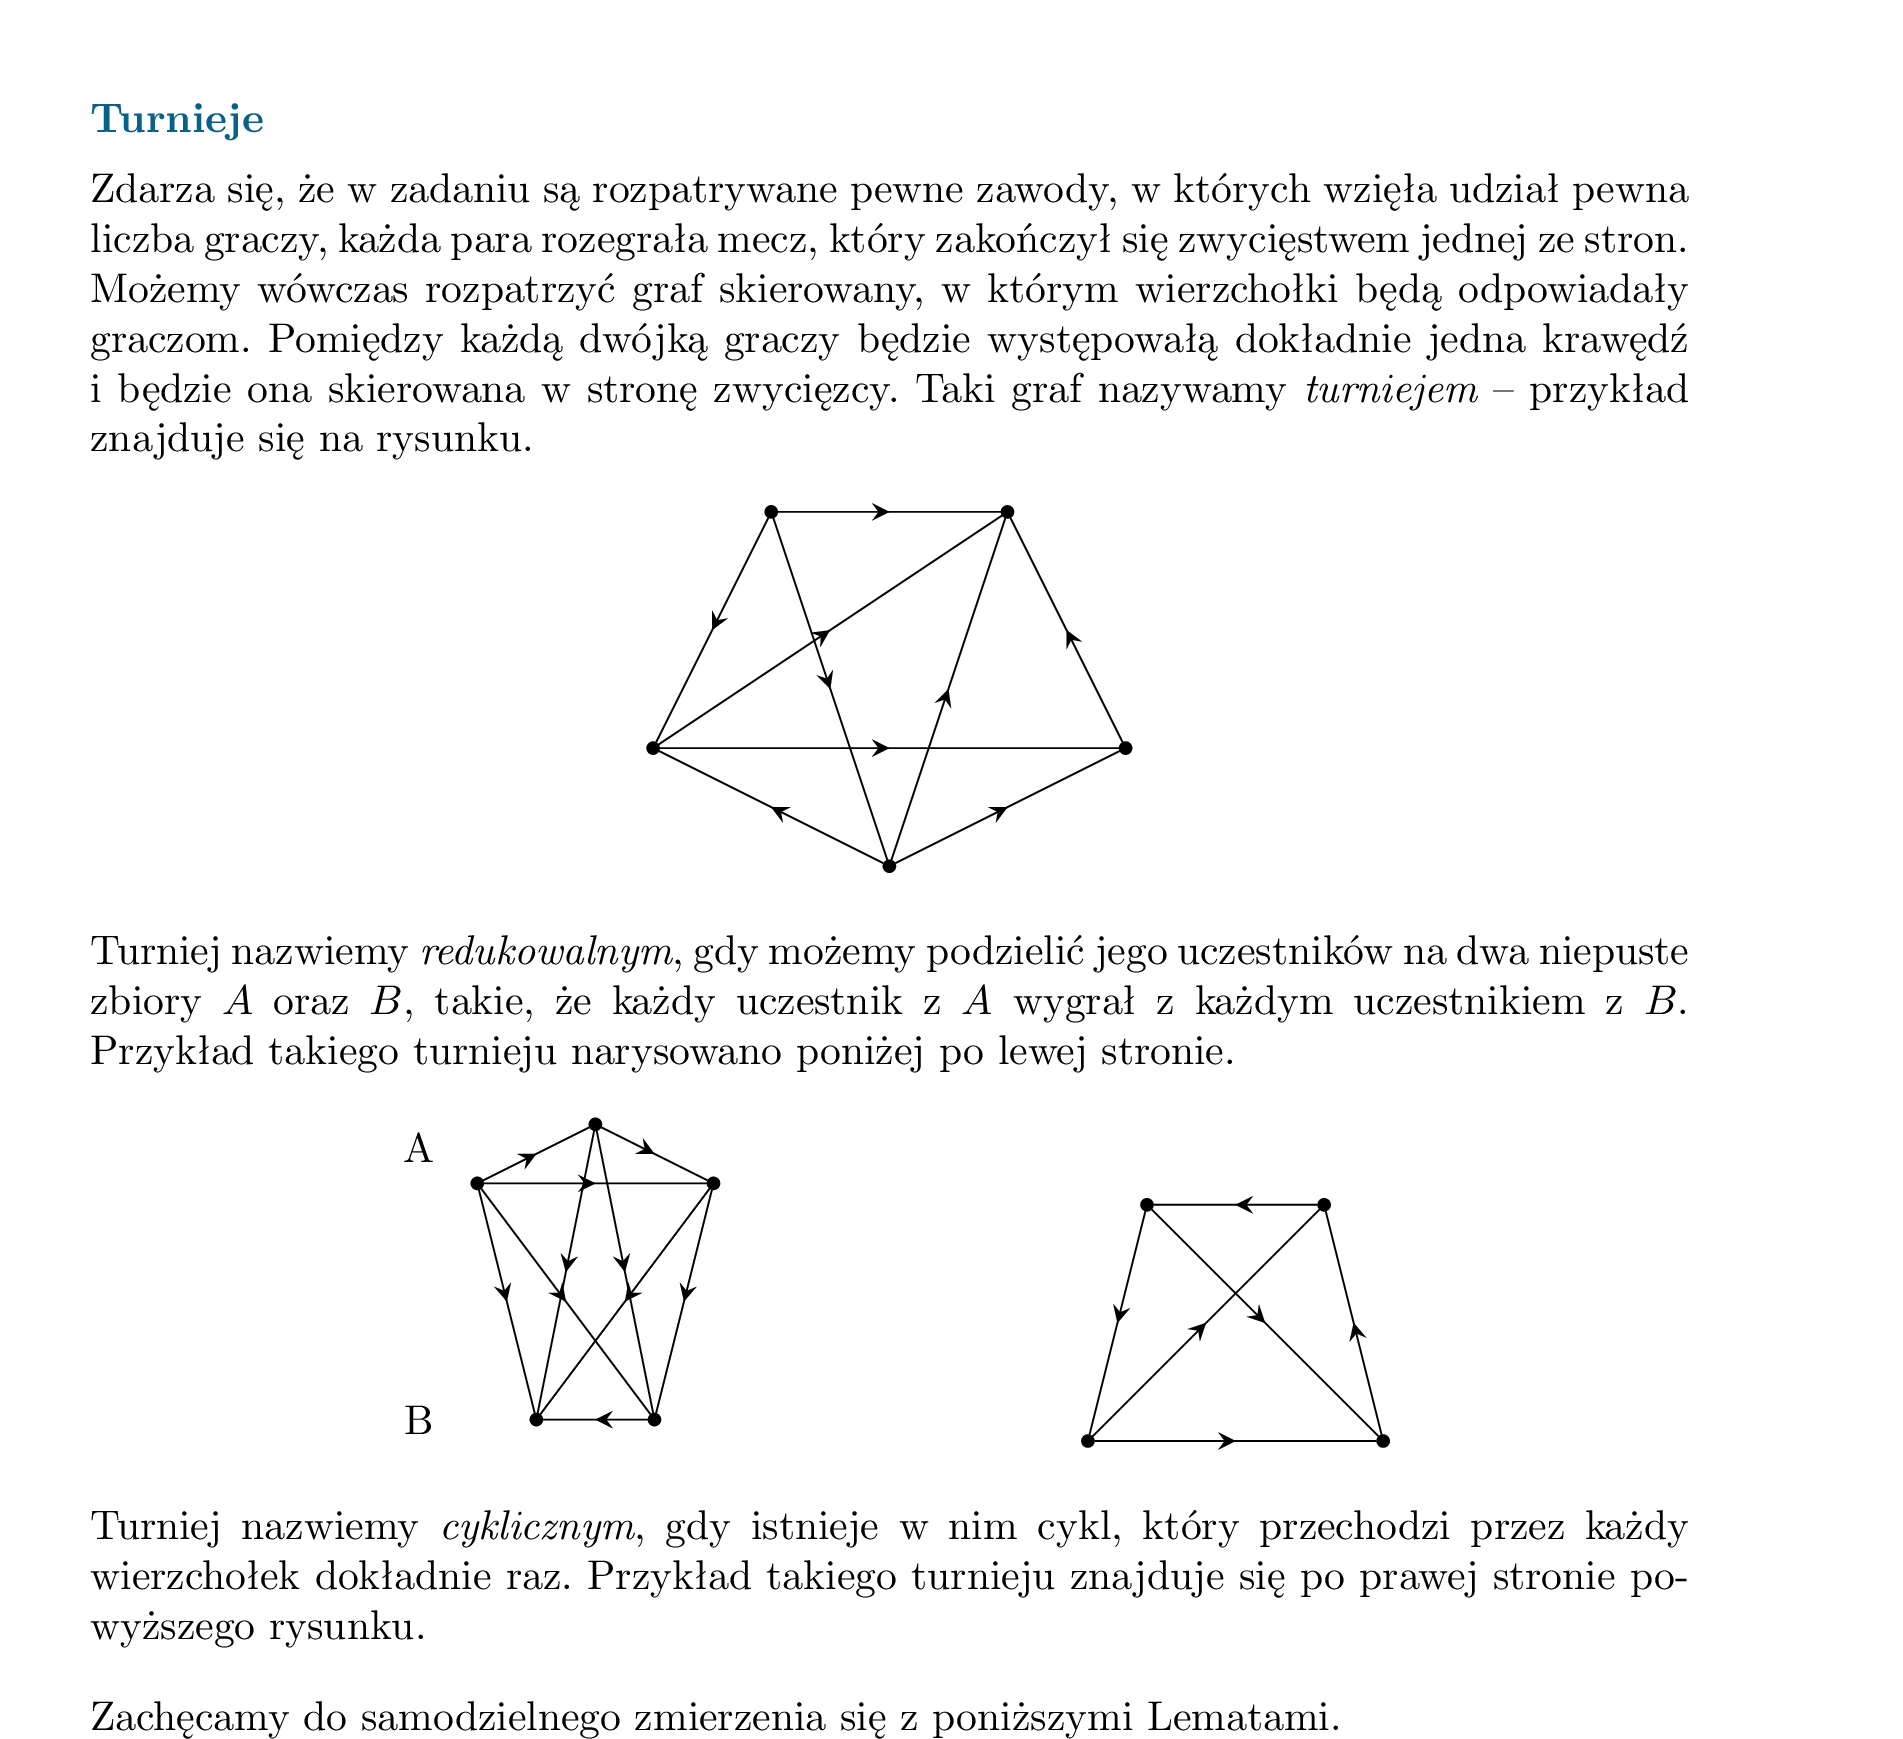 Turnieje
Zdarza się, że w zadaniu są rozpatrywane pewne zawody, w których wzięła udział pewna
liczba graczy, każda para rozegrała mecz, który zakończył się zwycięstwem jednej ze stron.
Możemy wówczas rozpatrzyć graf skierowany, w którym wierzchołki będą odpowiadały
graczom. Pomiędzy każdą dwójką graczy będzie występowałą dokładnie jedna krawędź
i będzie ona skierowana w stronę zwycięzcy. Taki graf nazywamy turniejem – przykład
znajduje się na rysunku.
Turniej nazwiemy redukowalnym, gdy możemy podzielić jego uczestników na dwa niepuste
zbiory A oraz B, takie, że każdy uczestnik z A wygrał z każdym uczestnikiem z B.
Przykład takiego turnieju narysowano poniżej po lewej stronie.
A
B
Turniej nazwiemy cyklicznym, gdy istnieje w nim cykl, który przechodzi przez każdy
wierzchołek dokładnie raz. Przykład takiego turnieju znajduje się po prawej stronie po-
wyższego rysunku.
Zachęcamy do samodzielnego zmierzenia się z poniższymi Lematami.